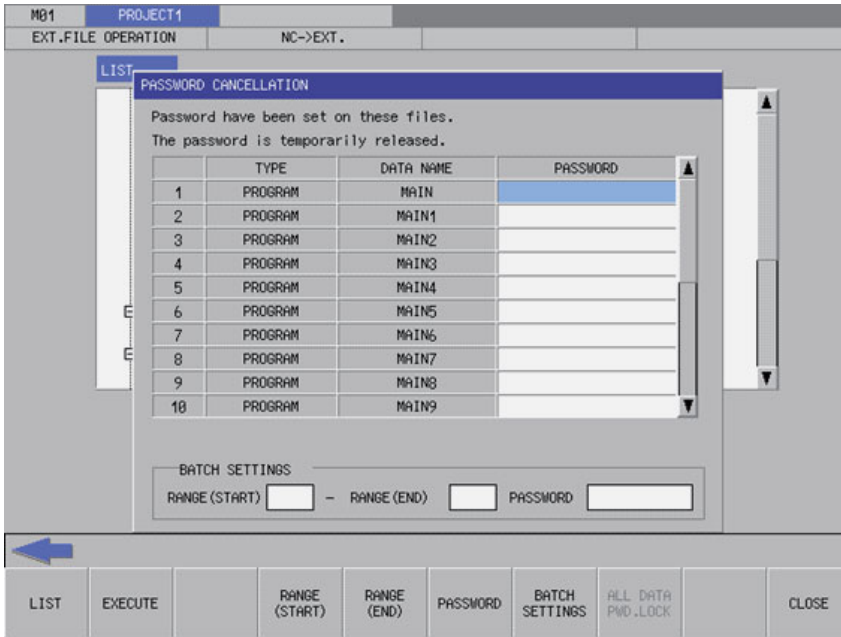 M01 PROJECT1
EXT.FILE OPERATION NC->EXT.
LIST
PASSWORD CANCELLATION
Password have been set on these files.
The password is temporarily released.
TYPE DATA NAME PASSWORD
1 PROGRAM MAIN
2 PROGRAM MAIN1
3 PROGRAM MAIN2
4 PROGRAM MAIN3
5 PROGRAM MAIN4
6 PROGRAM MAIN5
7 PROGRAM MAIN6
8 PROGRAM MAIN7
9 PROGRAM MAIN8
10 PROGRAM MAIN9
BATCH SETTINGS
RANGE(START) - RANGE(END) PASSWORD
LIST EXECUTE RANGE (START) RANGE (END) PASSWORD BATCH SETTINGS ALL DATA PWD.LOCK CLOSE